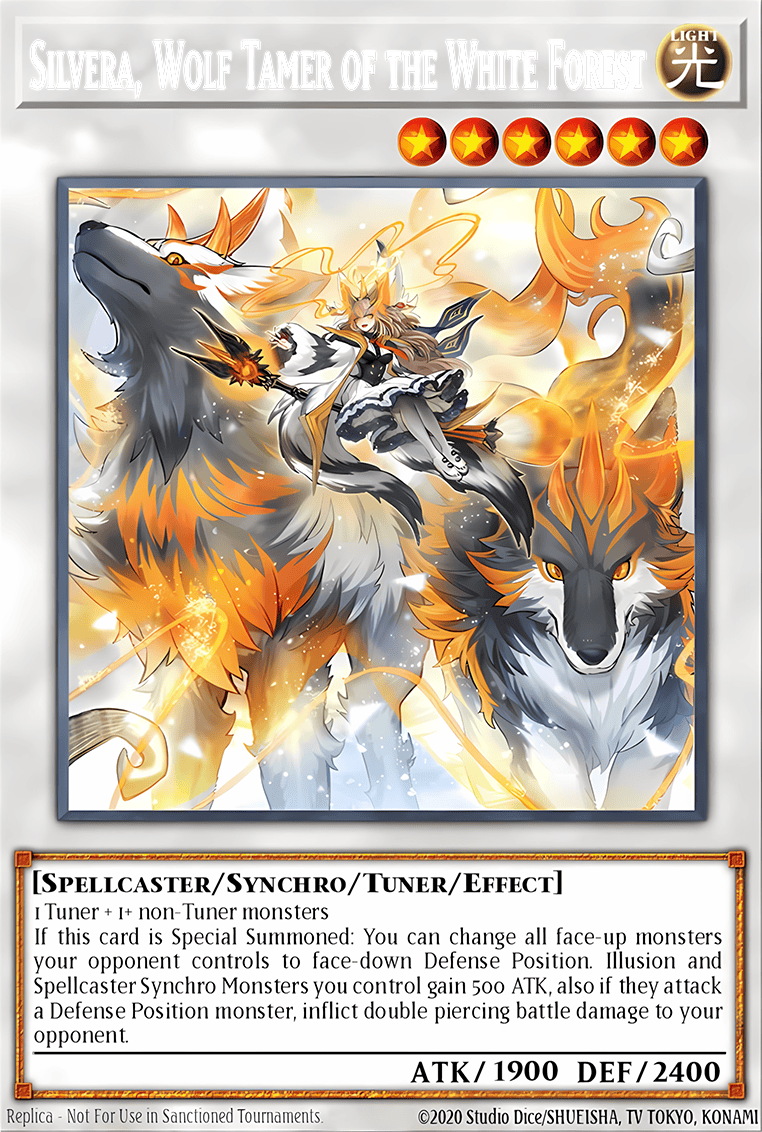 Silvera, Wolf Tamer of the White Forest
LIGHT
光
[Spellcaster/Synchro/Tuner/Effect]
1 Tuner + 1+ non-Tuner monsters
If this card is Special Summoned: You can change all face-up monsters
your opponent controls to face-down Defense Position. Illusion and
Spellcaster Synchro Monsters you control gain 500 ATK, also if they attack
a Defense Position monster, inflict double piercing battle damage to your
opponent.
ATK/1900 DEF/2400
Replica - Not For Use in Sanctioned Tournaments.
©2020 Studio Dice/SHUEISHA, TV TOKYO, KONAMI